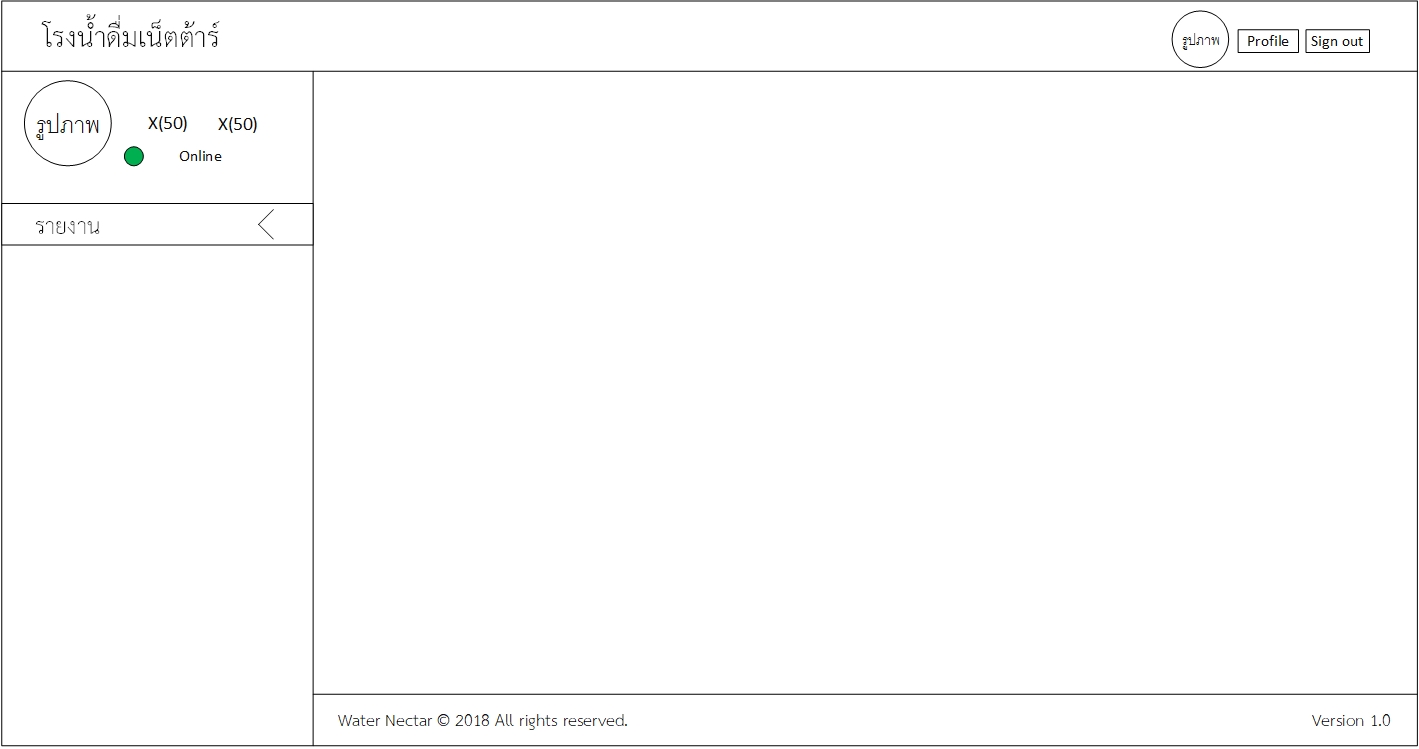 โรงน้ำดื่มเน็ตต้าร์
รูปภาพ Profile Sign out
รูปภาพ X(50) X(50)
Online
รายงาน
Water Nectar © 2018 All rights reserved. Version 1.0